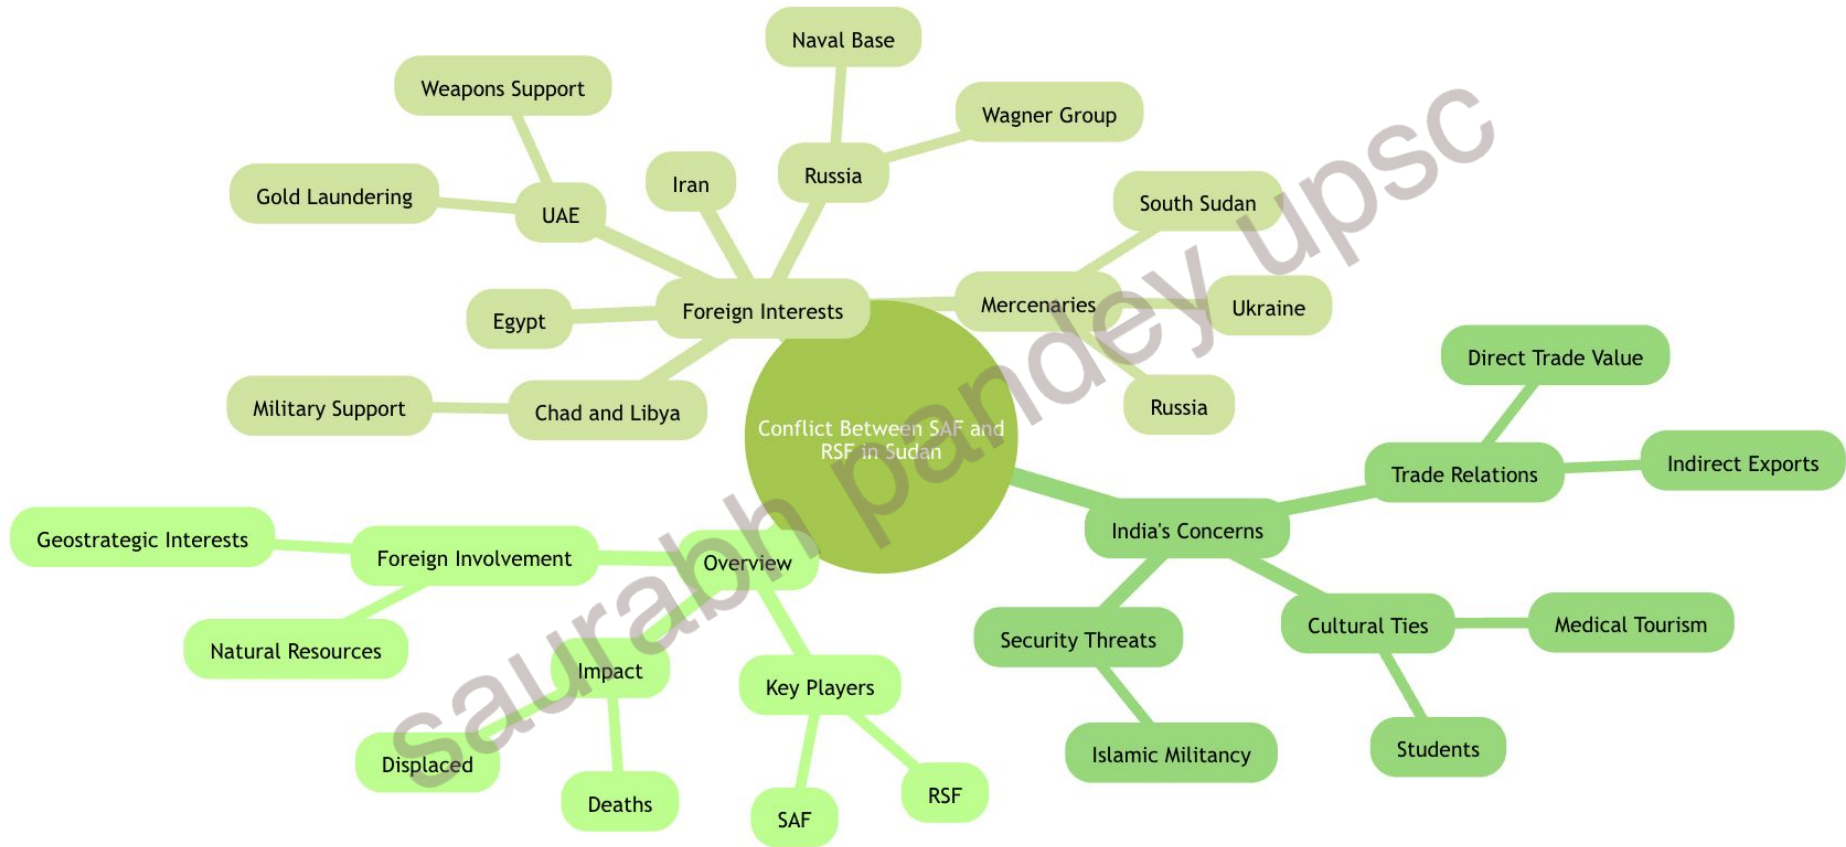 Naval Base
Weapons Support
Wagner Group
Iran
Russia
Gold Laundering
UAE
South Sudan
Egypt
Foreign Interests
Mercenaries
Ukraine
Military Support
Chad and Libya
Russia
Direct Trade Value
Conflict Between SAF and
RSF in Sudan
Trade Relations
Indirect Exports
India's Concerns
Geostrategic Interests
Foreign Involvement
Overview
Natural Resources
Impact
Key Players
Security Threats
Cultural Ties
Medical Tourism
Displaced
Deaths
SAF
RSF
Islamic Militancy
Students
saurabh pandey upsc